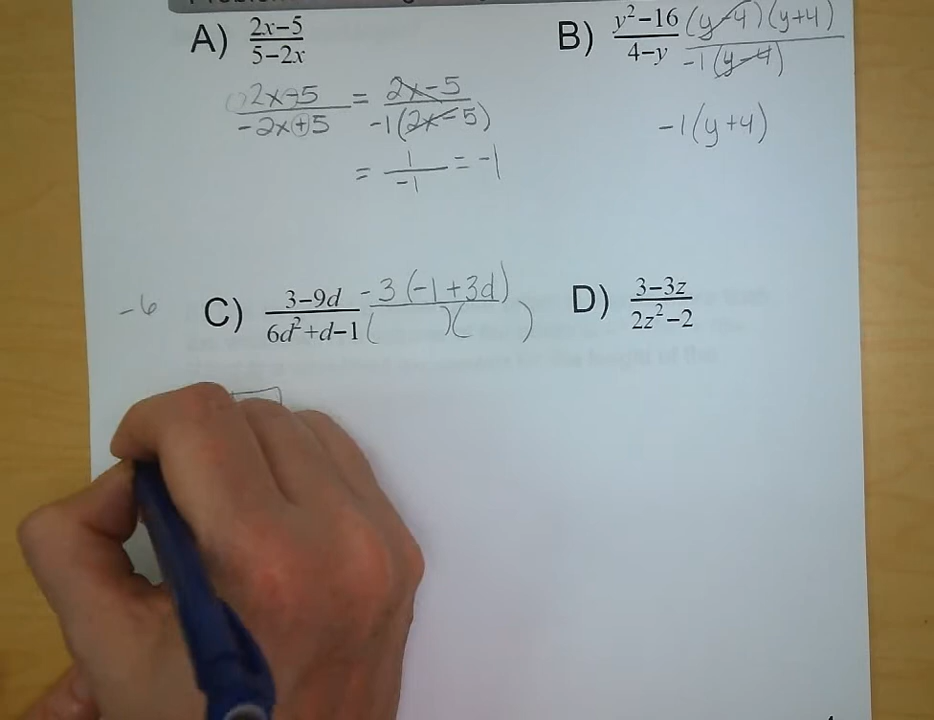 A) 2x-5 / 5-2x
2x-5 / -2x+5 = 2x-5 / -1(2x-5)
= 1 / -1 = -1
B) y²-16 / 4-y (y-4)(y+4) / -1(y-4)
-1(y+4)
-6
C) 3-9d / 6d²+d-1 -3(-1+3d) / ( )( )
D) 3-3z / 2z²-2